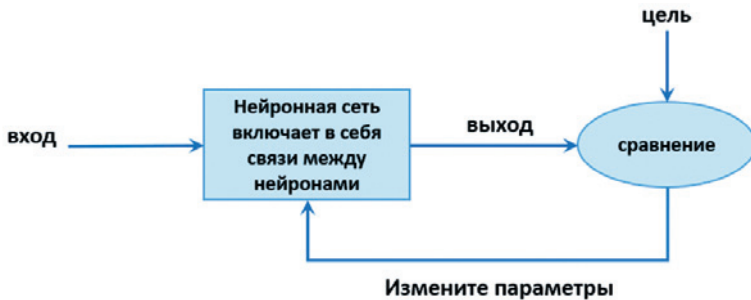 цель
Нейронная сеть
включает в себя
связи между
нейронами
вход
выход
сравнение
Измените параметры